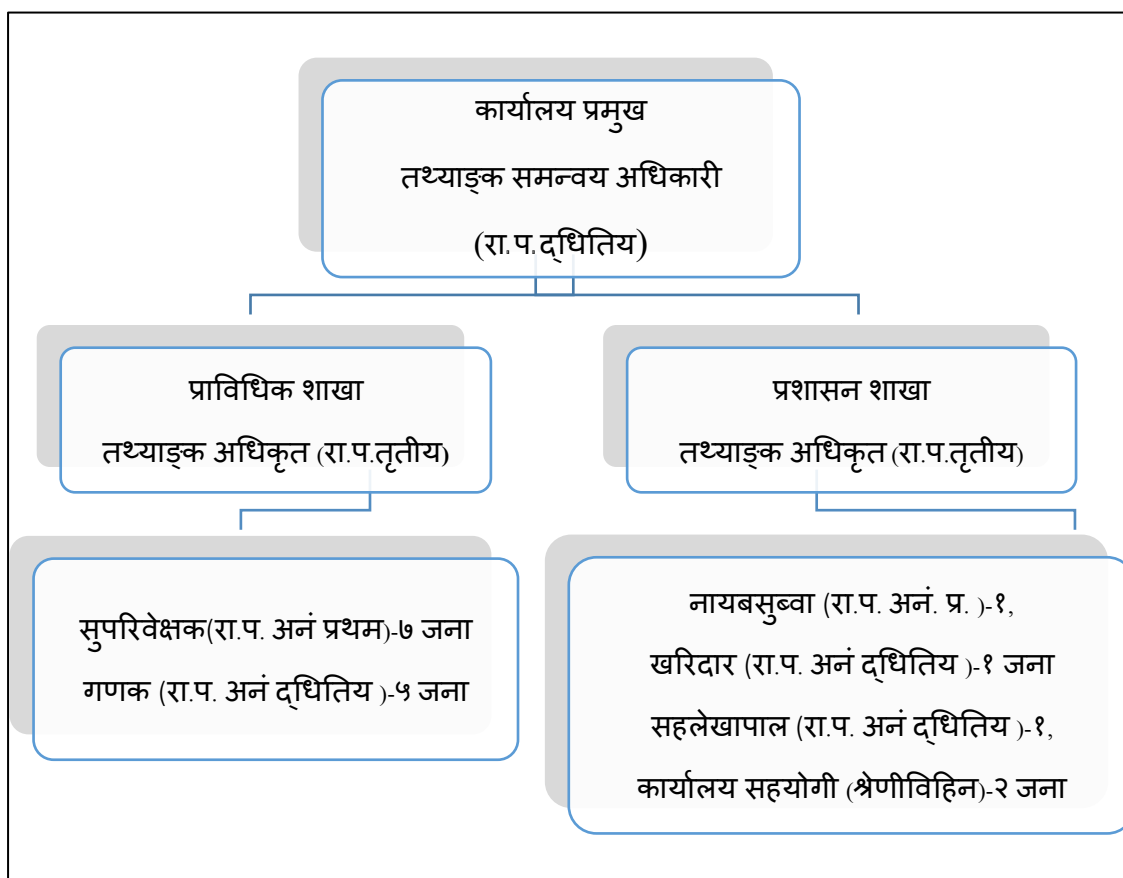 कार्यालय प्रमुख
तथ्याङ्क समन्वय अधिकारी
(रा.प.द्धितिय)
प्राविधिक शाखा
तथ्याङ्क अधिकृत (रा.प.तृतीय)
प्रशासन शाखा
तथ्याङ्क अधिकृत (रा.प.तृतीय)
सुपरिवेक्षक(रा.प. अनं प्रथम)-७ जना
गणक (रा.प. अनं द्धितिय )-५ जना
नायबसुब्वा (रा.प. अनं. प्र. )-१,
खरिदार (रा.प. अनं द्धितिय )-१ जना
सहलेखापाल (रा.प. अनं द्धितिय )-१,
कार्यालय सहयोगी (श्रेणीविहिन)-२ जना